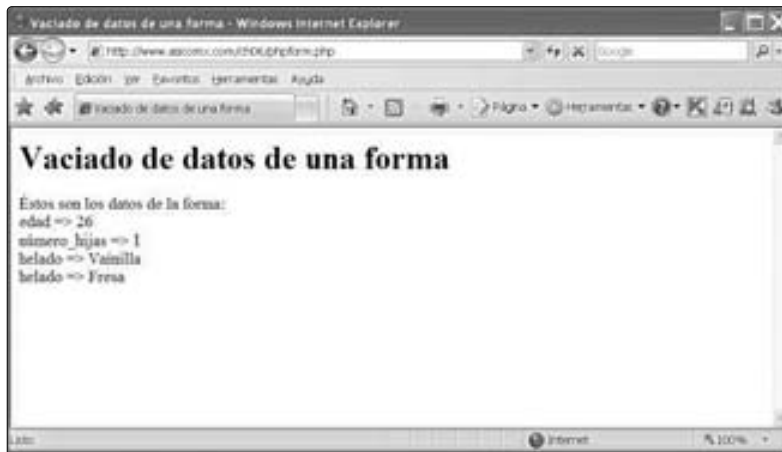 Vaciado de datos de una forma - Windows Internet Explorer
Google
Archivo Edición Ver Favoritos Herramientas Ayuda
Vaciado de datos de una forma
Página Herramientas
Vaciado de datos de una forma
Éstos son los datos de la forma:
edad => 26
número_hijas => 1
helado => Vainilla
helado => Fresa
Listo
Internet
100%